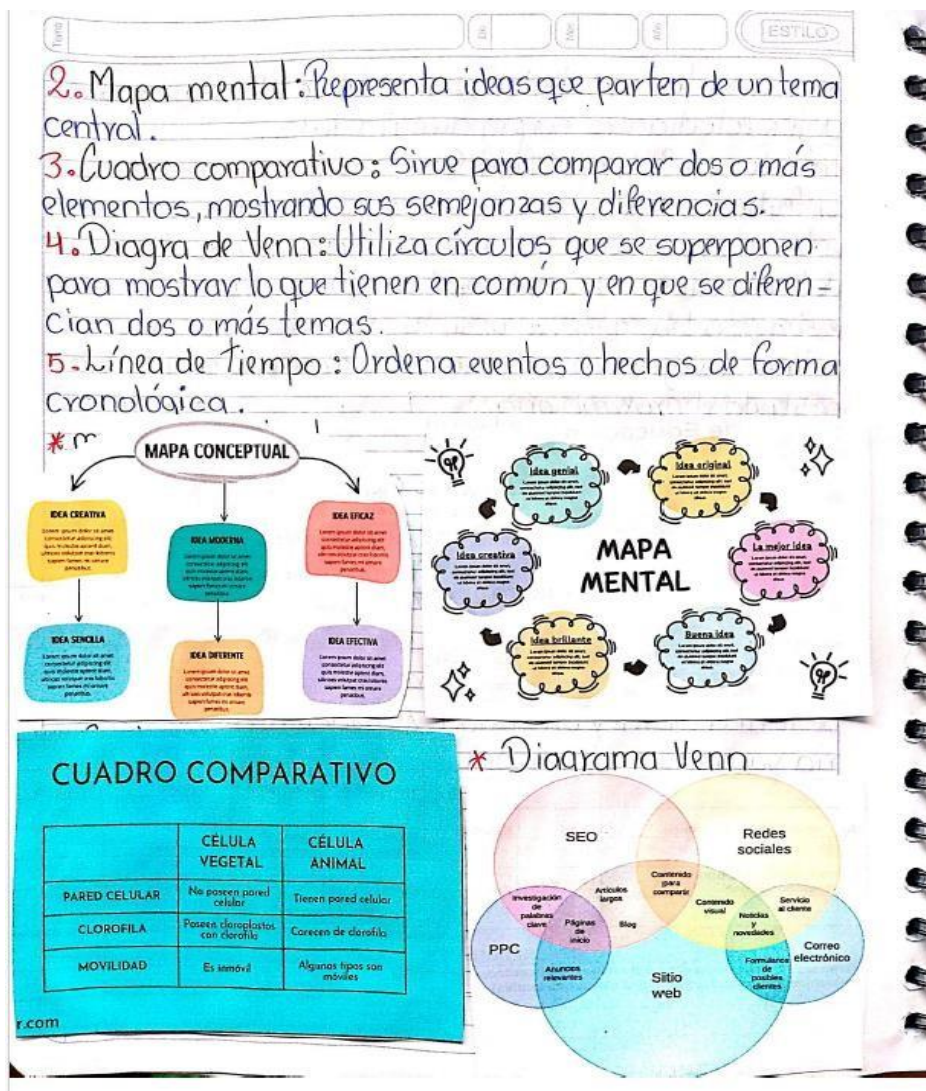 ESTILO
2. Mapa mental: Representa ideas que parten de un tema
central.
3. Cuadro comparativo: Sirve para comparar dos o más
elementos, mostrando sus semejanzas y diferencias.
4. Diagra de Venn: Utiliza círculos que se superponen
para mostrar lo que tienen en común y en que se diferen-
cian dos o más temas.
5. Línea de Tiempo: Ordena eventos o hechos de forma
cronológica.
MAPA CONCEPTUAL
IDEA CREATIVA
IDEA MODERNA
IDEA EFICAZ
IDEA SENCILLA
IDEA DIFERENTE
IDEA EFECTIVA
MAPA
MENTAL
Idea genial
Idea original
Idea creativa
La mejor idea
Idea brillante
Buena idea
CUADRO COMPARATIVO
CÉLULA
VEGETAL
CÉLULA
ANIMAL
PARED CELULAR
No poseen pared
celular
Tienen pared celular
CLOROFILA
Poseen cloroplastos
con clorofila
Carecen de clorofila
MOVILIDAD
Es inmóvil
Algunos tipos son
móviles
r.com
* Diagrama Venn
SEO
Redes
sociales
Contenido
para
compartir
Investigación
de
palabras
clave
Artículos
largos
Páginas
de
inicio
Blog
Contenido
visual
Noticias
y
novedades
Servicio
al cliente
PPC
Anuncios
relevantes
Sitio
web
Formularios
de
posibles
clientes
Correo
electrónico